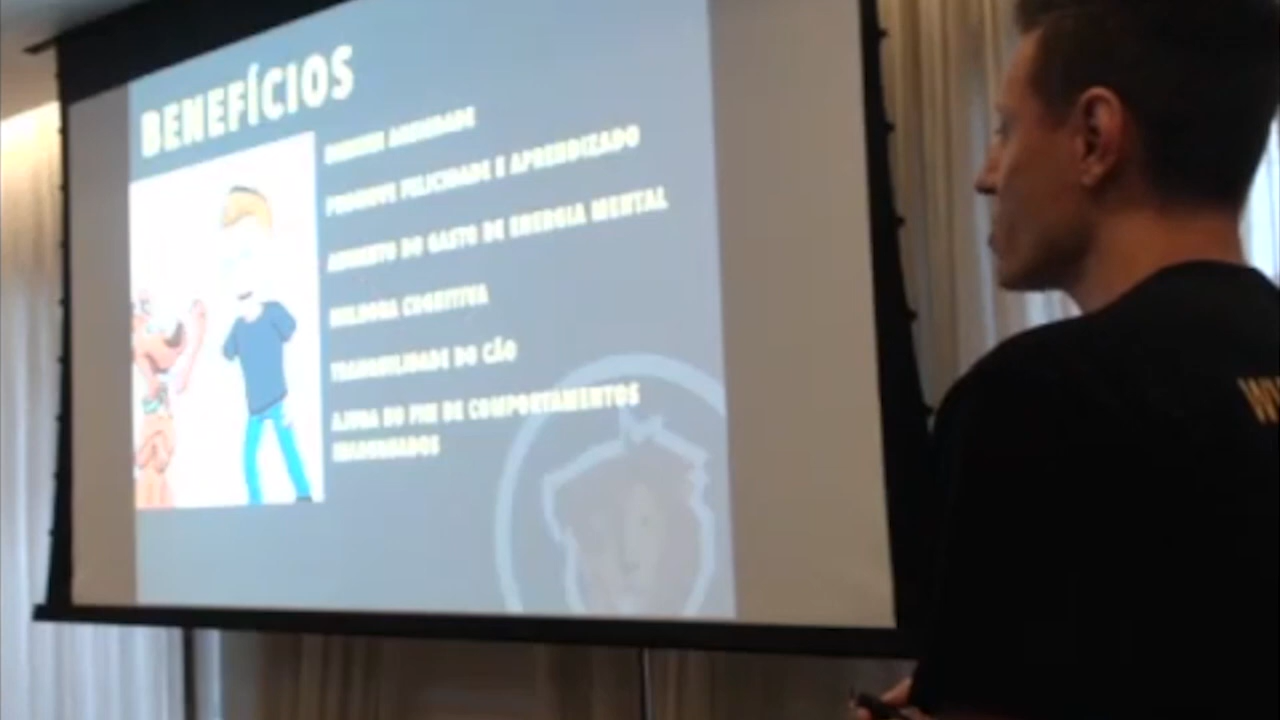 BENEFÍCIOS
DIMINUI ANSIEDADE
PROMOVE FELICIDADE E APRENDIZADO
AUMENTO DO GASTO DE ENERGIA MENTAL
MELHORA COGNITIVA
TRANQUILIDADE DO CÃO
AJUDA NO FIM DE COMPORTAMENTOS